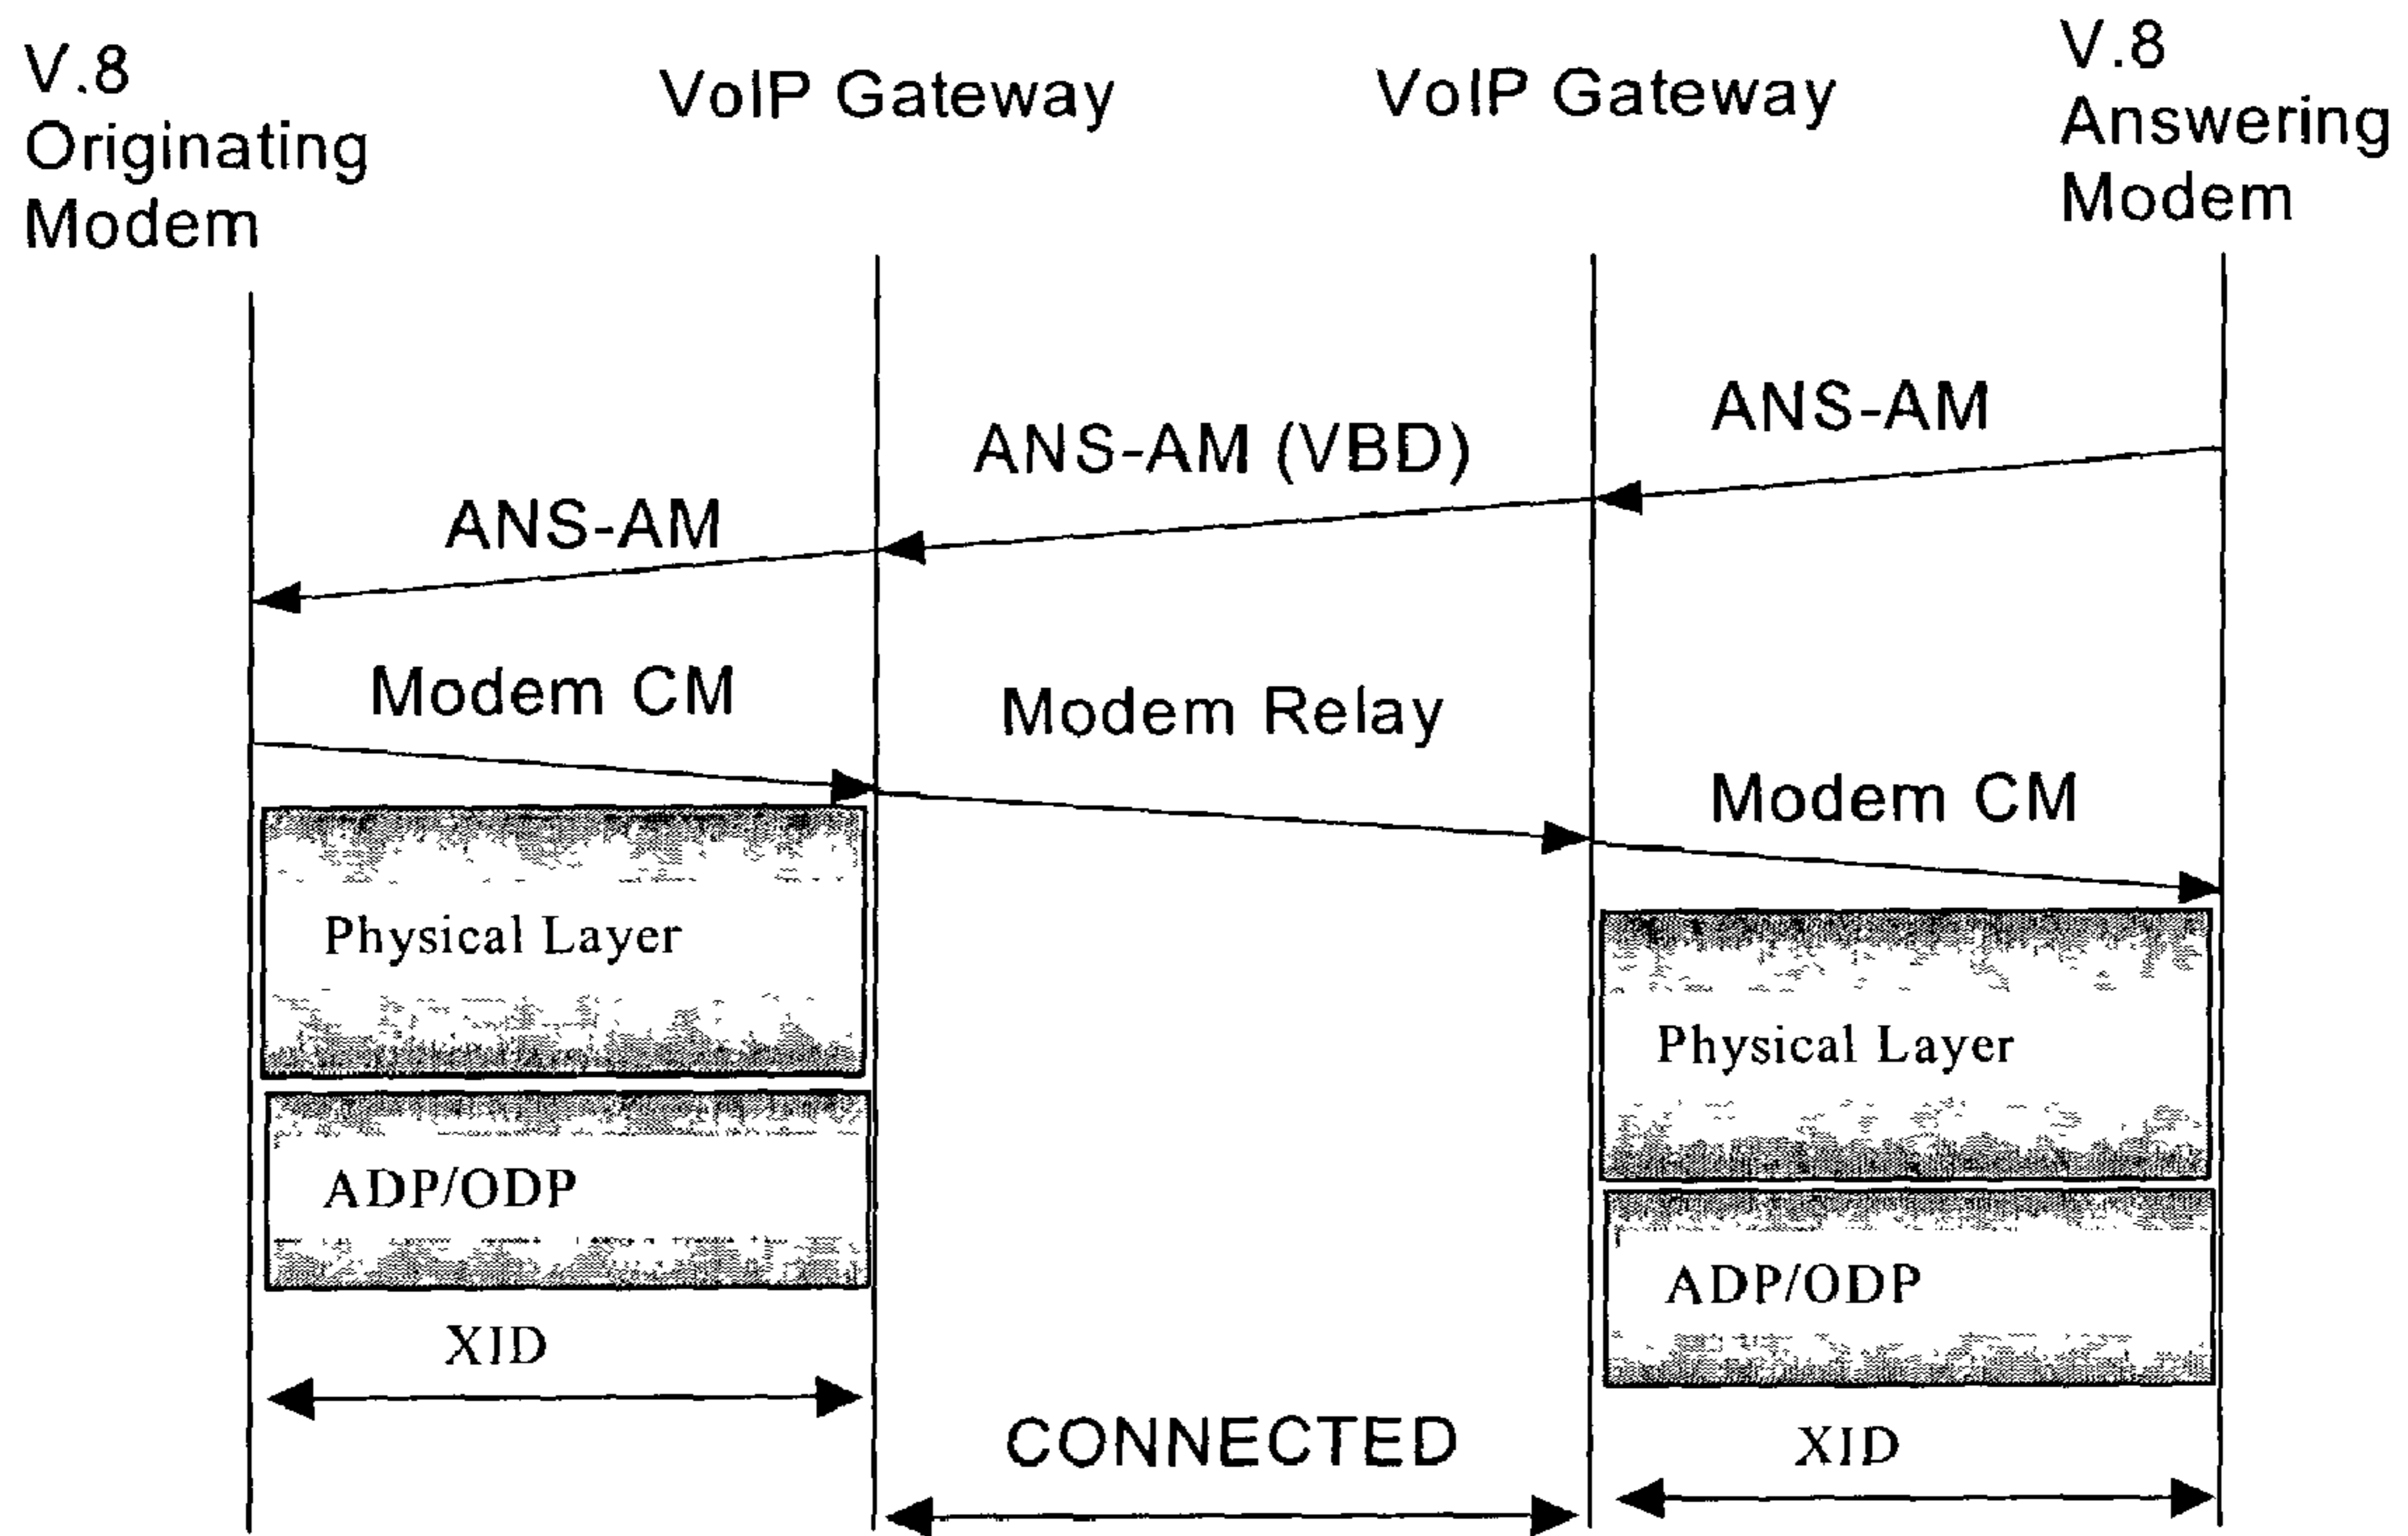 V.8
Originating
Modem
VoIP Gateway
VoIP Gateway
V.8
Answering
Modem
ANS-AM
ANS-AM (VBD)
ANS-AM
Modem CM
Modem Relay
Modem CM
Physical Layer
Physical Layer
ADP/ODP
ADP/ODP
XID
CONNECTED
XID